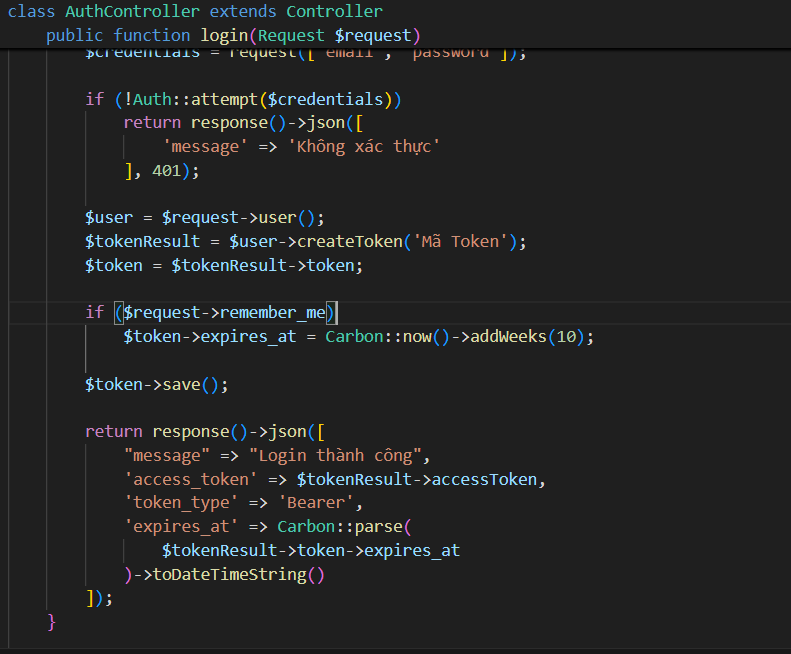 class AuthController extends Controller
public function login(Request $request)
$credentials = request(['email', 'password']);
if (!Auth::attempt($credentials))
return response()->json([
'message' => 'Không xác thực'
], 401);
$user = $request->user();
$tokenResult = $user->createToken('Mã Token');
$token = $tokenResult->token;
if ($request->remember_me)
$token->expires_at = Carbon::now()->addWeeks(10);
$token->save();
return response()->json([
"message" => "Login thành công",
'access_token' => $tokenResult->accessToken,
'token_type' => 'Bearer',
'expires_at' => Carbon::parse(
$tokenResult->token->expires_at
)->toDateTimeString()
]);
}